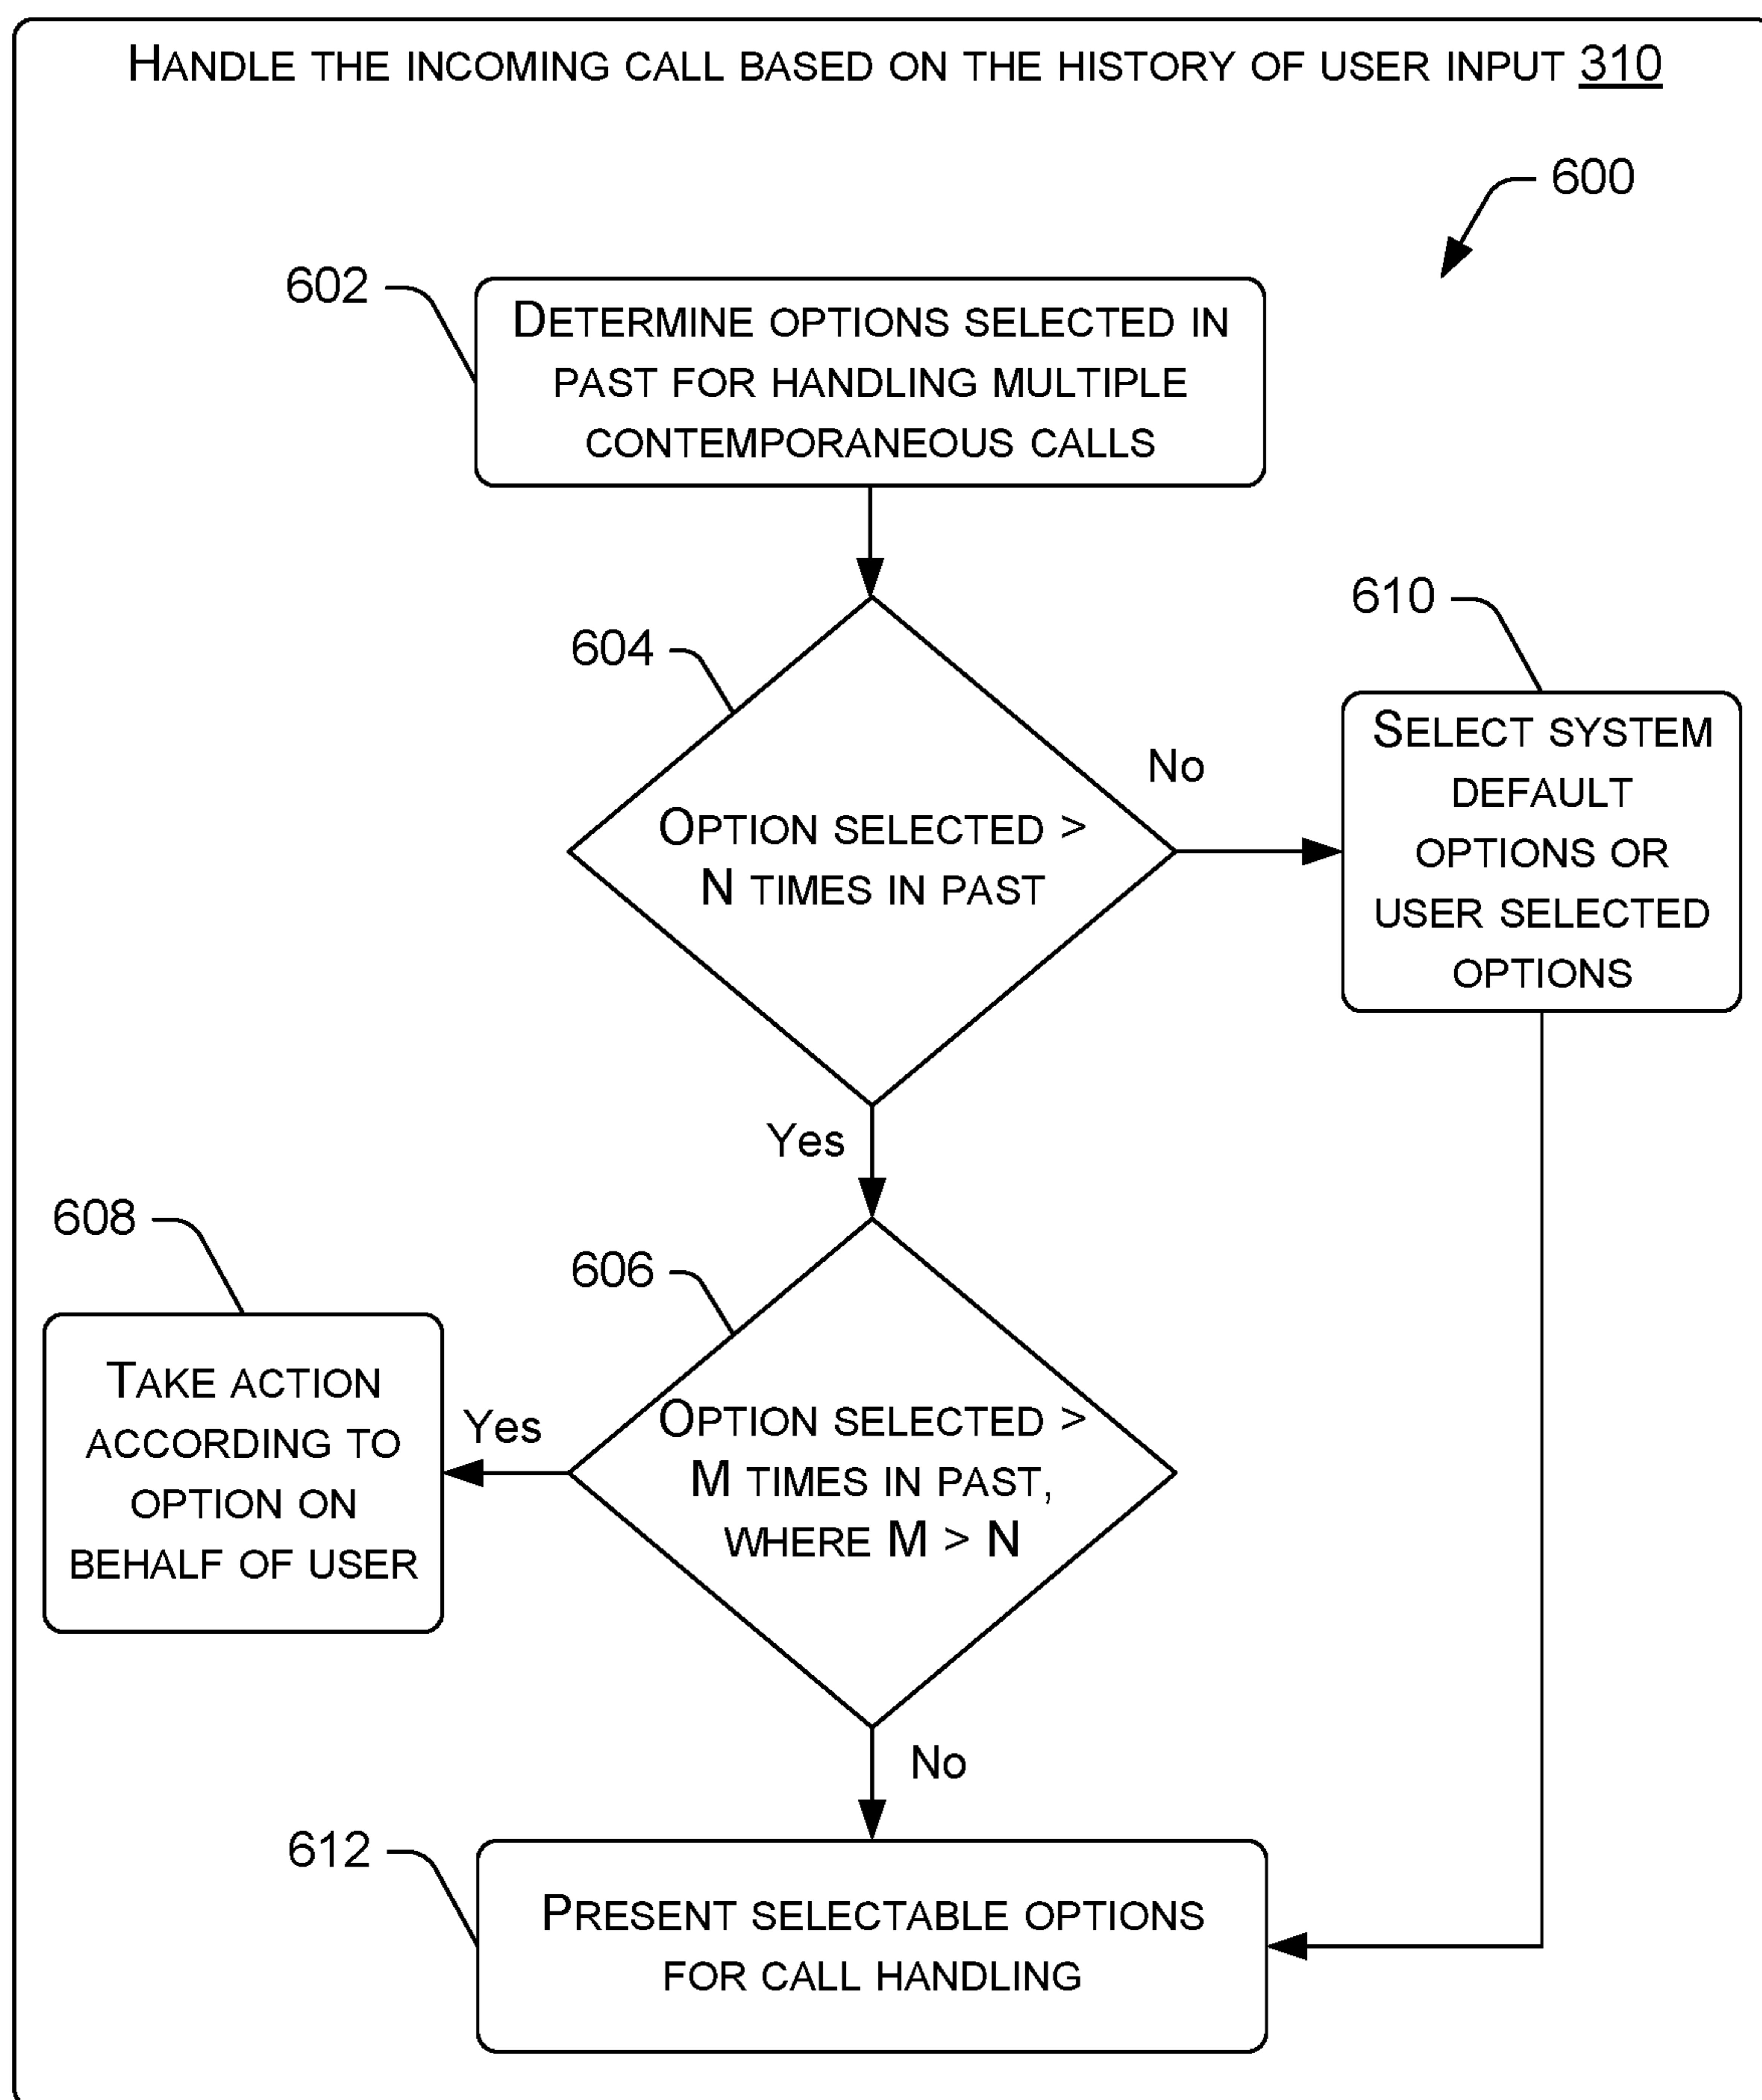 HANDLE THE INCOMING CALL BASED ON THE HISTORY OF USER INPUT 310
600
602
DETERMINE OPTIONS SELECTED IN
PAST FOR HANDLING MULTIPLE
CONTEMPORANEOUS CALLS
604
OPTION SELECTED >
N TIMES IN PAST
No
610
SELECT SYSTEM
DEFAULT
OPTIONS OR
USER SELECTED
OPTIONS
Yes
606
OPTION SELECTED >
M TIMES IN PAST,
WHERE M > N
Yes
608
TAKE ACTION
ACCORDING TO
OPTION ON
BEHALF OF USER
No
612
PRESENT SELECTABLE OPTIONS
FOR CALL HANDLING